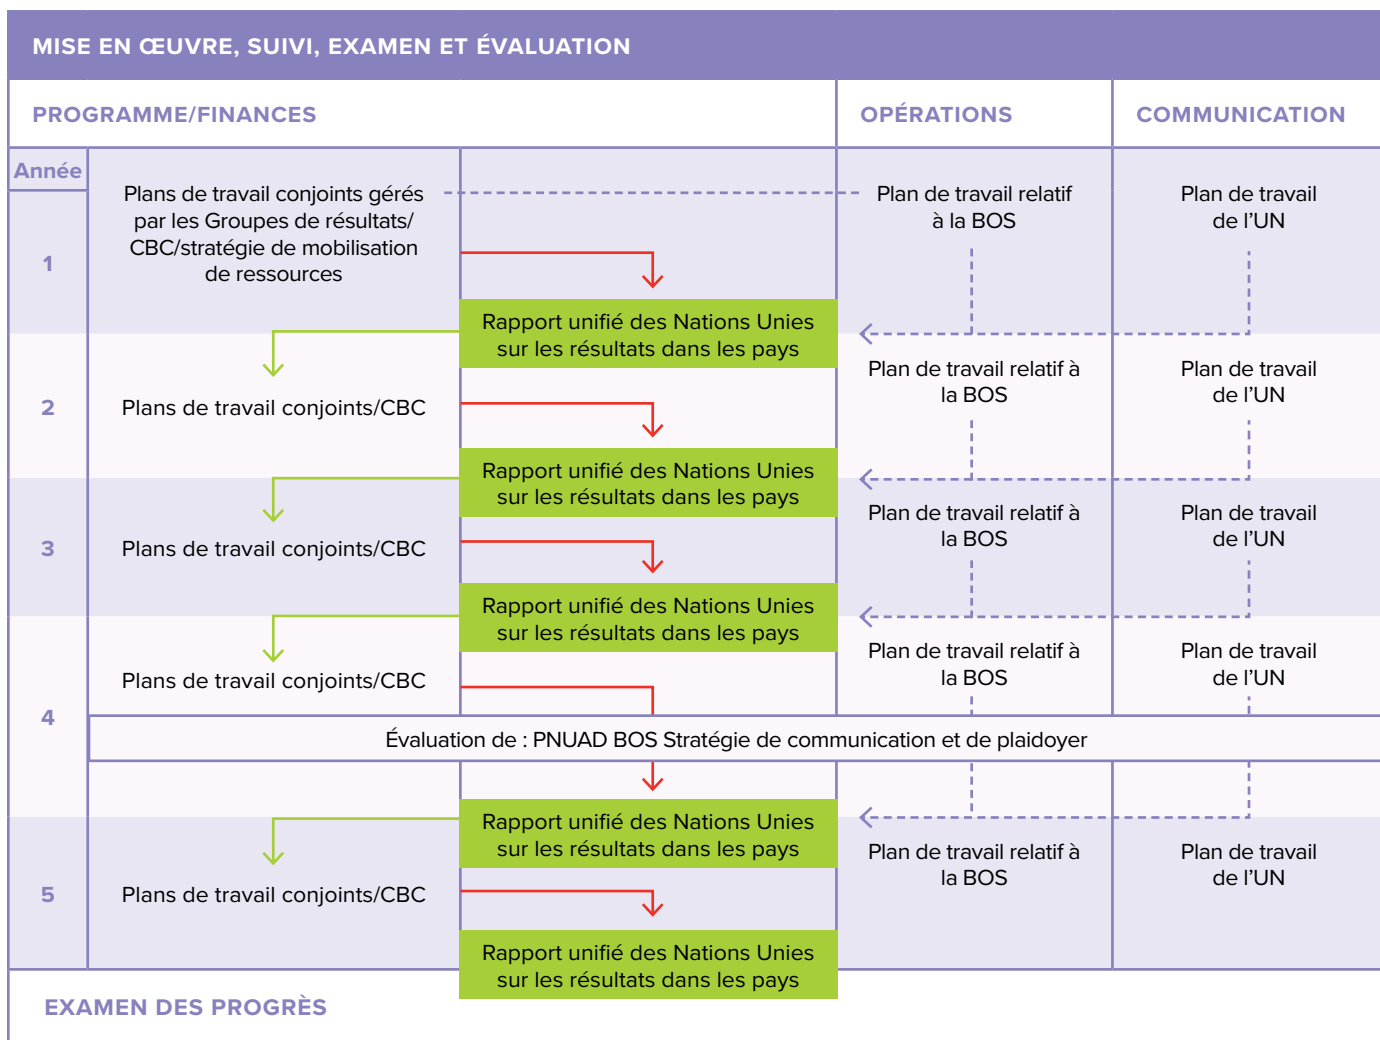 MISE EN ŒUVRE, SUIVI, EXAMEN ET ÉVALUATION
PROGRAMME/FINANCES
OPÉRATIONS
COMMUNICATION
Année
1
Plans de travail conjoints gérés
par les Groupes de résultats/
CBC/stratégie de mobilisation
de ressources
Plan de travail relatif
à la BOS
Plan de travail
de l’UN
Rapport unifié des Nations Unies
sur les résultats dans les pays
2
Plans de travail conjoints/CBC
Plan de travail relatif à
la BOS
Plan de travail
de l’UN
Rapport unifié des Nations Unies
sur les résultats dans les pays
3
Plans de travail conjoints/CBC
Plan de travail relatif à
la BOS
Plan de travail
de l’UN
Rapport unifié des Nations Unies
sur les résultats dans les pays
4
Plans de travail conjoints/CBC
Plan de travail relatif à
la BOS
Plan de travail
de l’UN
Évaluation de : PNUAD BOS Stratégie de communication et de plaidoyer
Rapport unifié des Nations Unies
sur les résultats dans les pays
5
Plans de travail conjoints/CBC
Plan de travail relatif à
la BOS
Plan de travail
de l’UN
Rapport unifié des Nations Unies
sur les résultats dans les pays
EXAMEN DES PROGRÈS